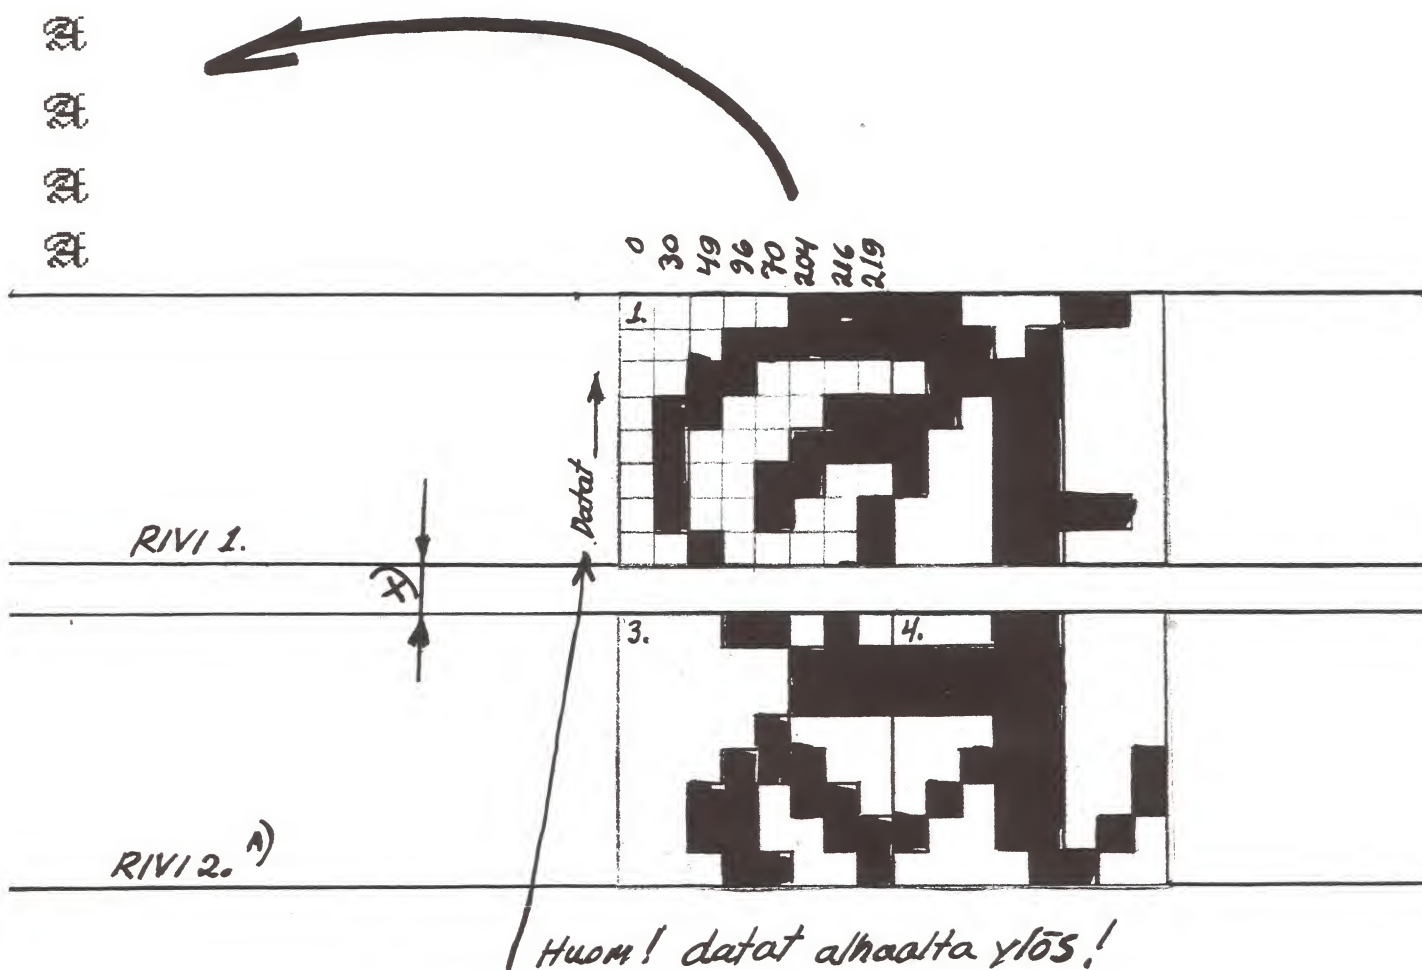 𝔄
𝔄
𝔄
𝔄
0 30 49 96 70 204 216 219
1.
Datat
RIVI 1.
x)
3. 4.
RIVI 2. A)
Huom! datat alhaalta ylös!